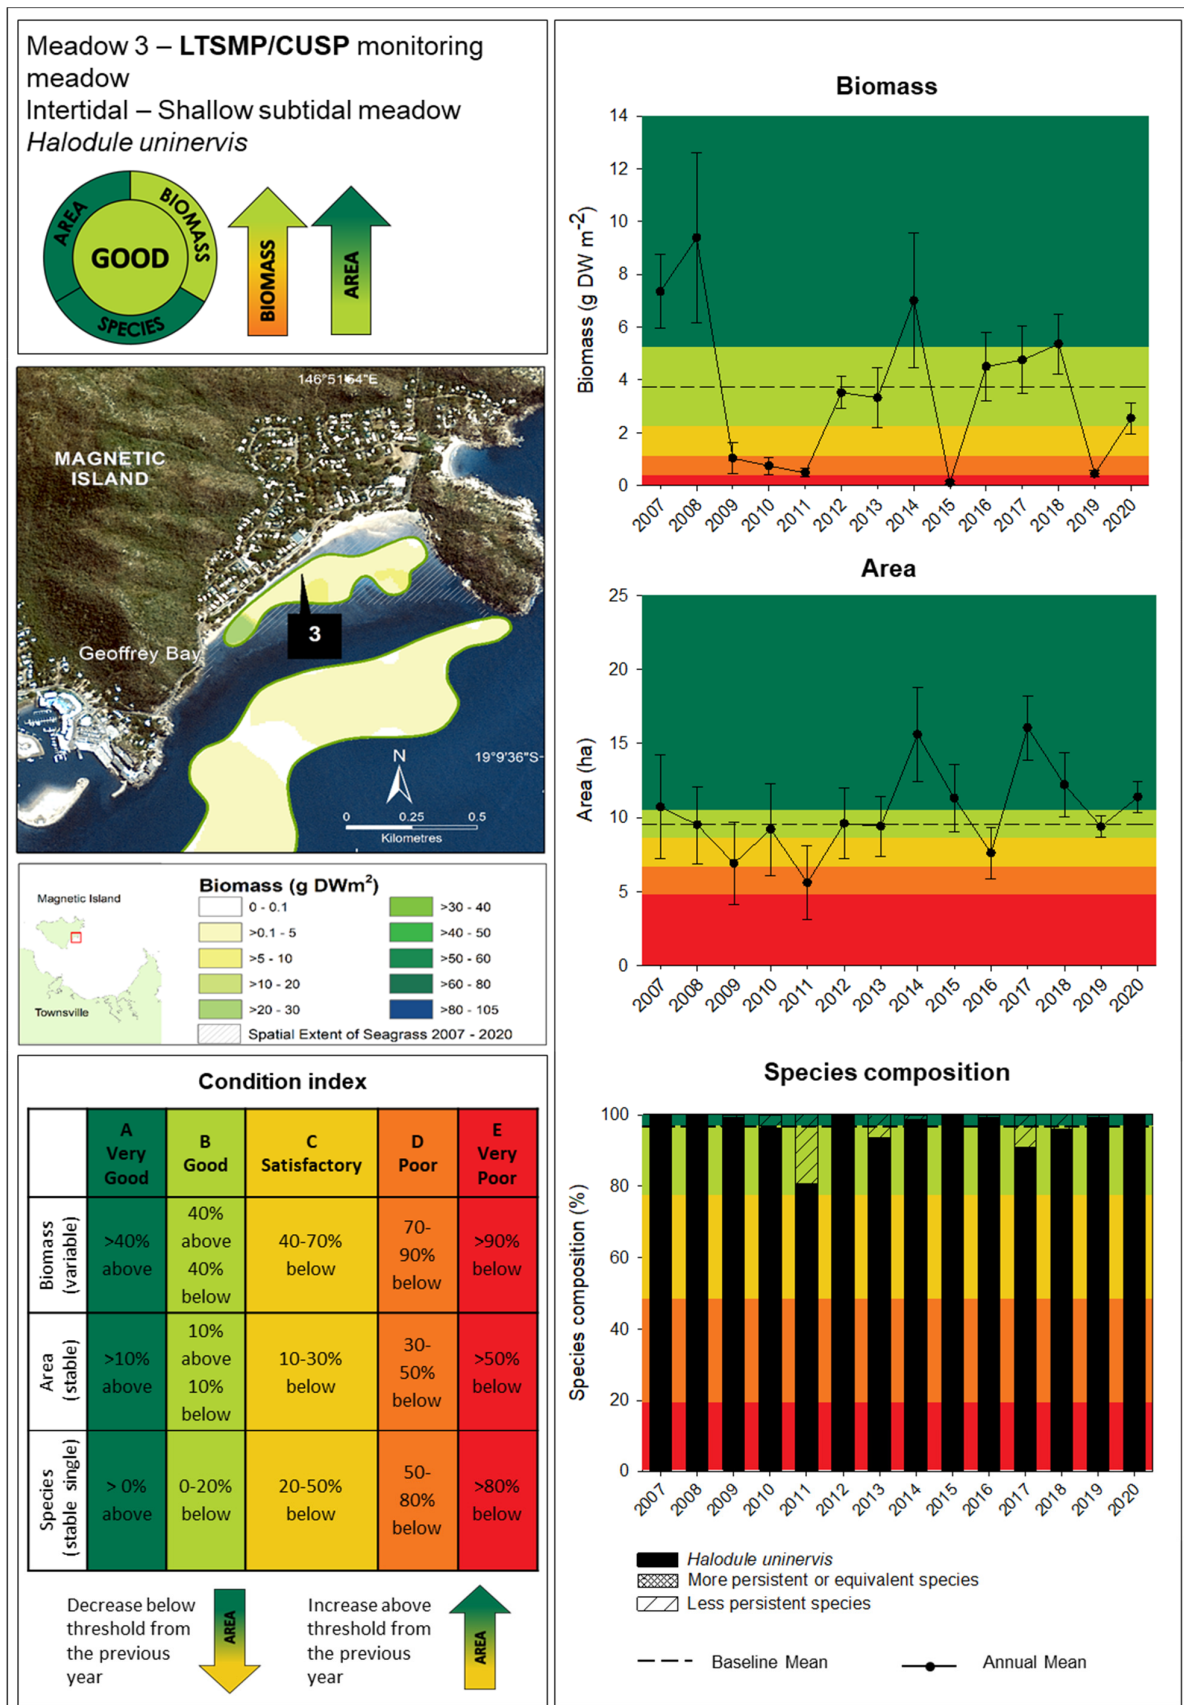 Meadow 3 – LTSMP/CUSP monitoring
meadow
Intertidal – Shallow subtidal meadow
Halodule uninervis
AREA
BIOMASS
GOOD
SPECIES
BIOMASS
AREA
146°51'54"E
MAGNETIC
ISLAND
3
Geoffrey Bay
19°9'36"S
N
0 0.25 0.5
Kilometres
Magnetic Island
Townsville
Biomass (g DWm2)
0 - 0.1
>0.1 - 5
>5 - 10
>10 - 20
>20 - 30
>30 - 40
>40 - 50
>50 - 60
>60 - 80
>80 - 105
Spatial Extent of Seagrass 2007 - 2020
Condition index
A
Very
Good
B
Good
C
Satisfactory
D
Poor
E
Very
Poor
Biomass
(variable)
>40%
above
40%
above
40%
below
40-70%
below
70-
90%
below
>90%
below
Area
(stable)
>10%
above
10%
above
10%
below
10-30%
below
30-
50%
below
>50%
below
Species
(stable single)
> 0%
above
0-20%
below
20-50%
below
50-
80%
below
>80%
below
Decrease below
threshold from
the previous
year
AREA
Increase above
threshold from
the previous
year
AREA
Biomass
Biomass (g DW m-2)
14
12
10
8
6
4
2
0
2007 2008 2009 2010 2011 2012 2013 2014 2015 2016 2017 2018 2019 2020
Area
Area (ha)
25
20
15
10
5
0
2007 2008 2009 2010 2011 2012 2013 2014 2015 2016 2017 2018 2019 2020
Species composition
Species composition (%)
100
80
60
40
20
0
2007 2008 2009 2010 2011 2012 2013 2014 2015 2016 2017 2018 2019 2020
Halodule uninervis
More persistent or equivalent species
Less persistent species
Baseline Mean
Annual Mean